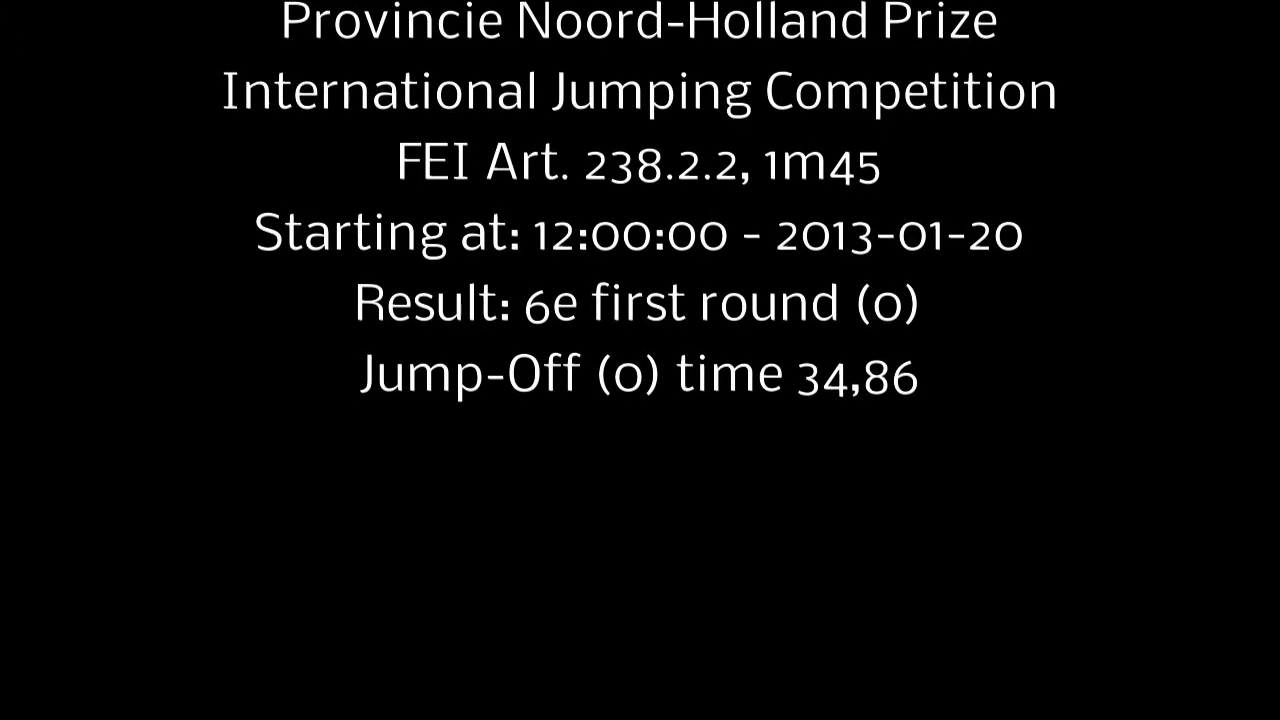 Provincie Noord-Holland Prize
International Jumping Competition
FEI Art. 238.2.2, 1m45
Starting at: 12:00:00 - 2013-01-20
Result: 6e first round (0)
Jump-Off (0) time 34,86